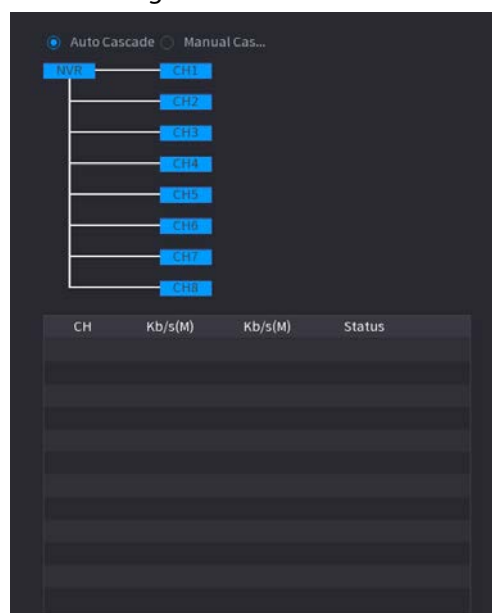 Auto Cascade Manual Cas...
NVR CH1
CH2
CH3
CH4
CH5
CH6
CH7
CH8
CH Kb/s(M) Kb/s(M) Status